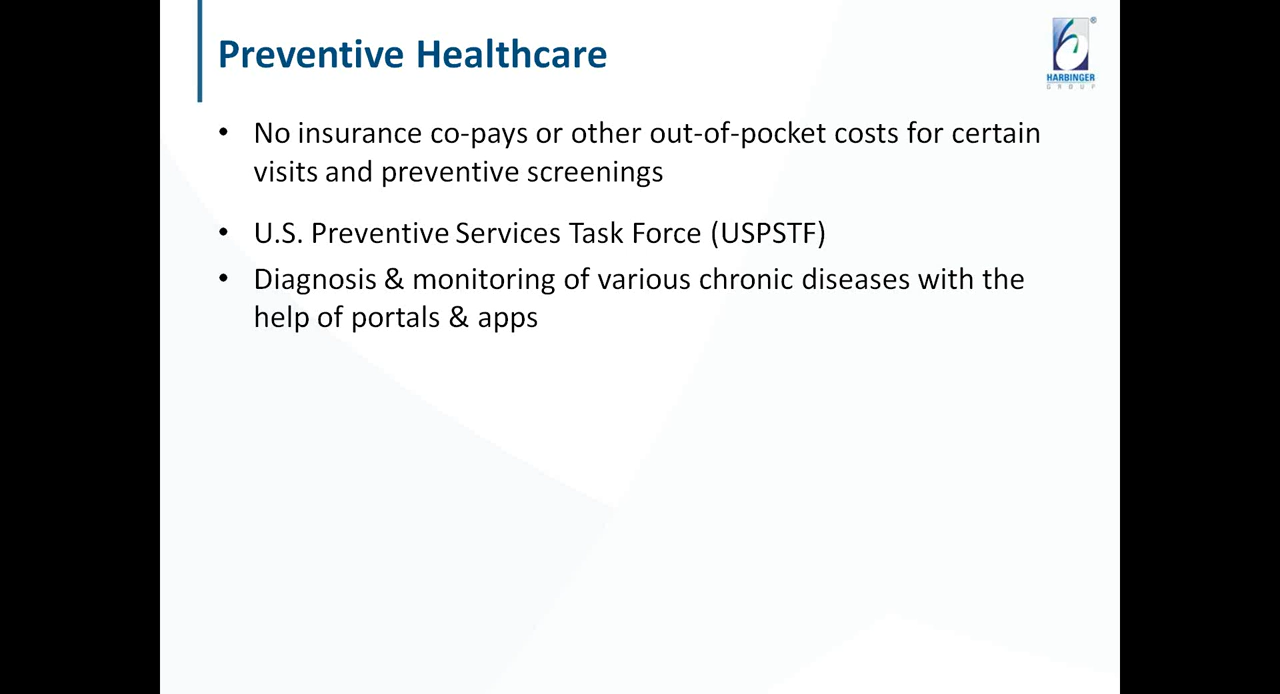 Preventive Healthcare
®
HARBINGER
GROUP
• No insurance co-pays or other out-of-pocket costs for certain
visits and preventive screenings
• U.S. Preventive Services Task Force (USPSTF)
• Diagnosis & monitoring of various chronic diseases with the
help of portals & apps